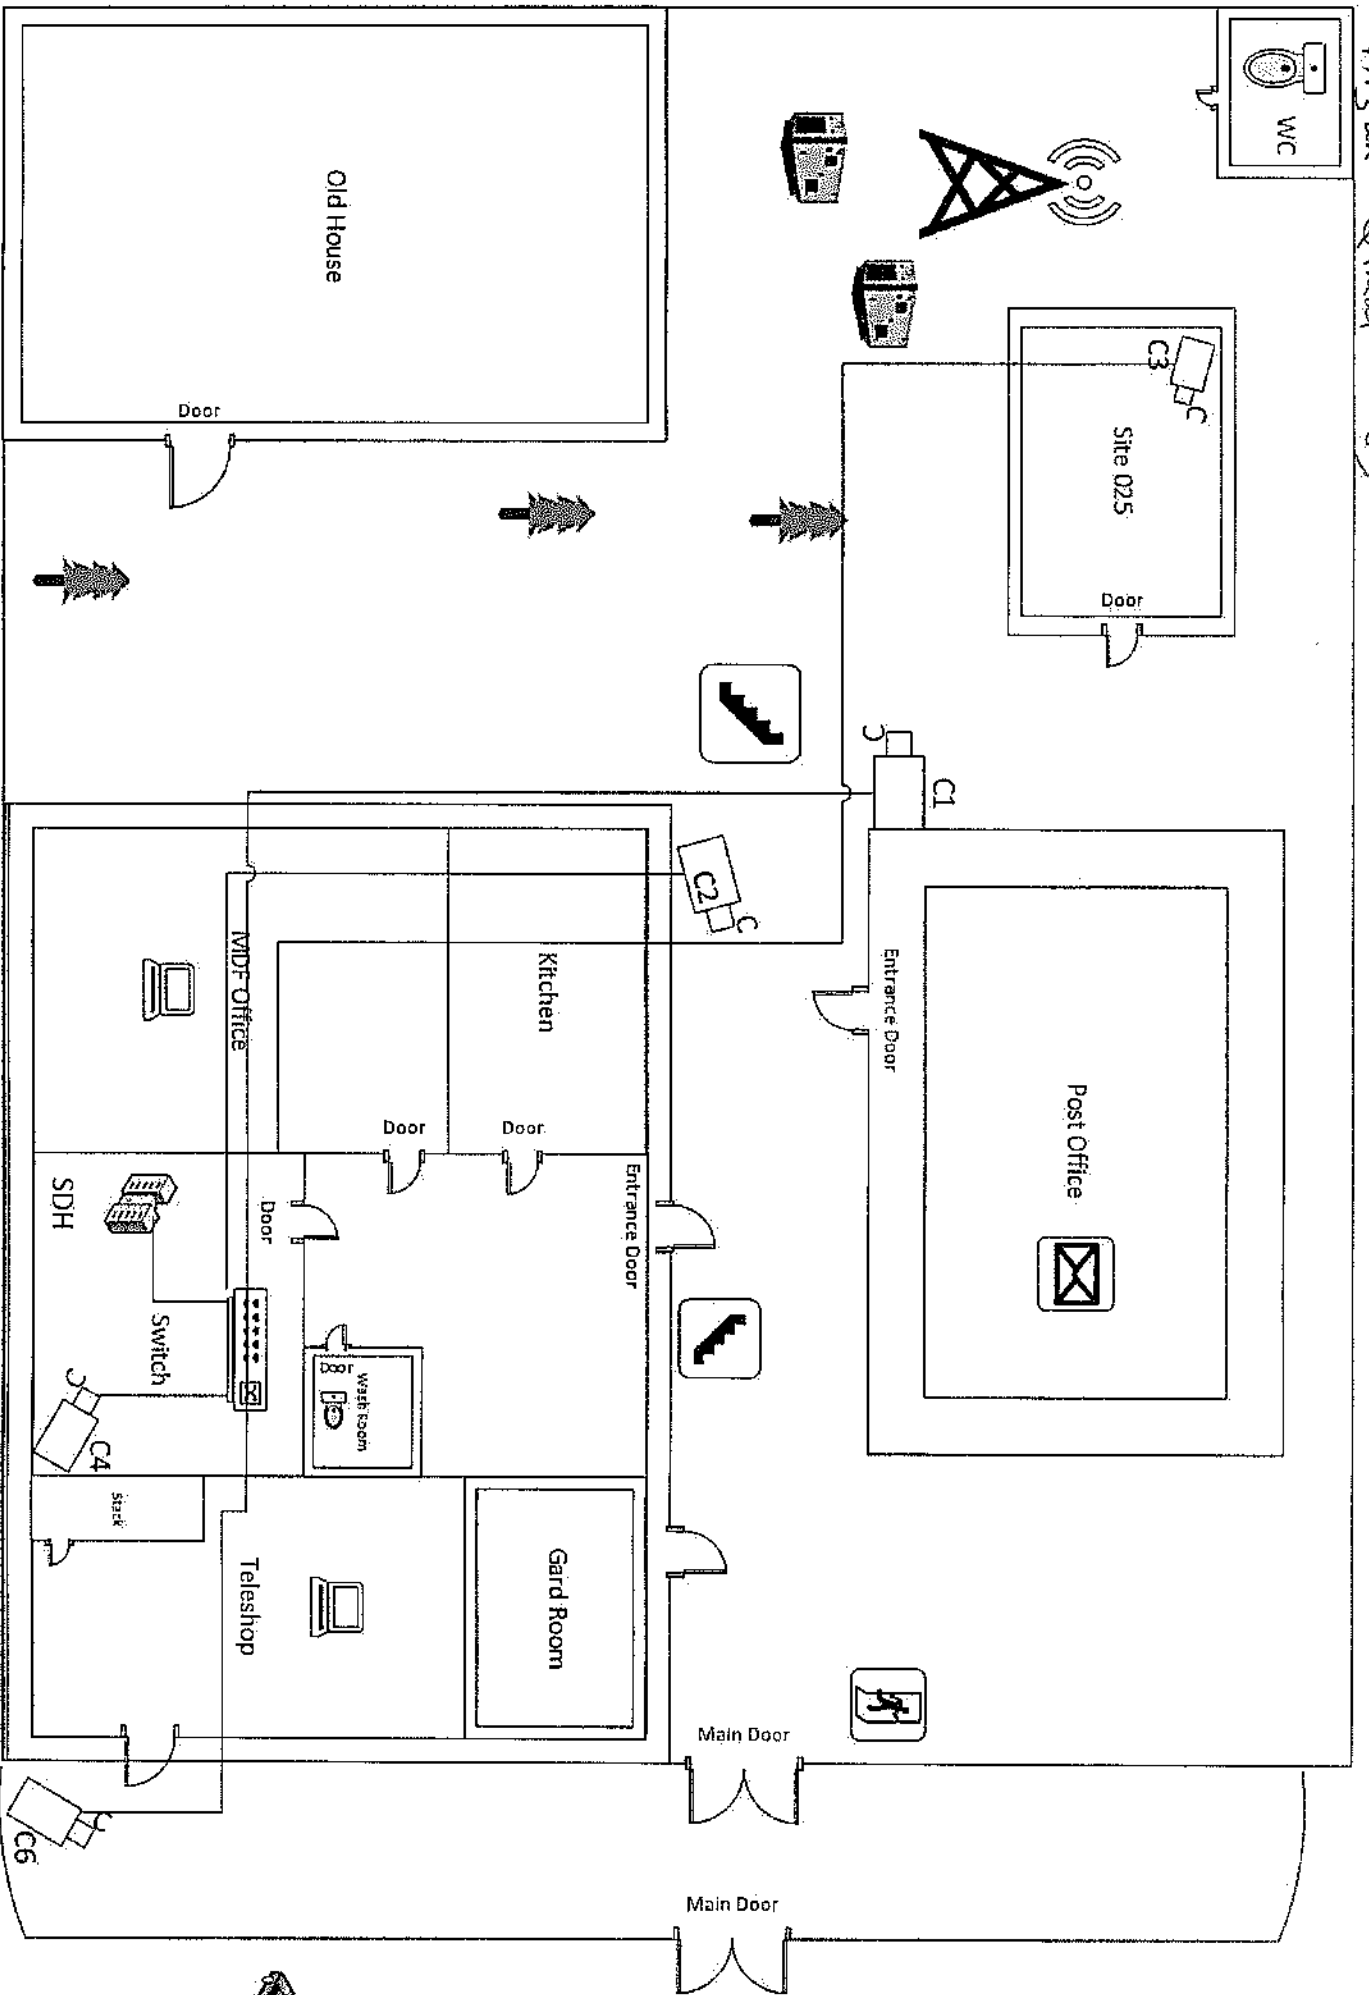 WC
Old House
Door
C3
C
Site 025
Door
C1
C
C2
C
Entrance Door
Kitchen
MDF Office
Post Office
Door
Door
Entrance Door
SDH
Door
Switch
Door
Wash Room
C
C4
Stack
Teleshop
Gard Room
Main Door
C
C6
Main Door